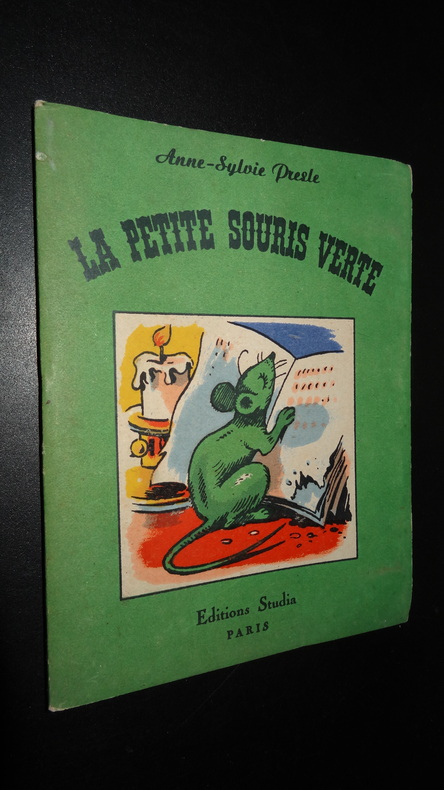 Anne-Sylvie Presle
LA PETITE SOURIS VERTE
Editions Studia
PARIS